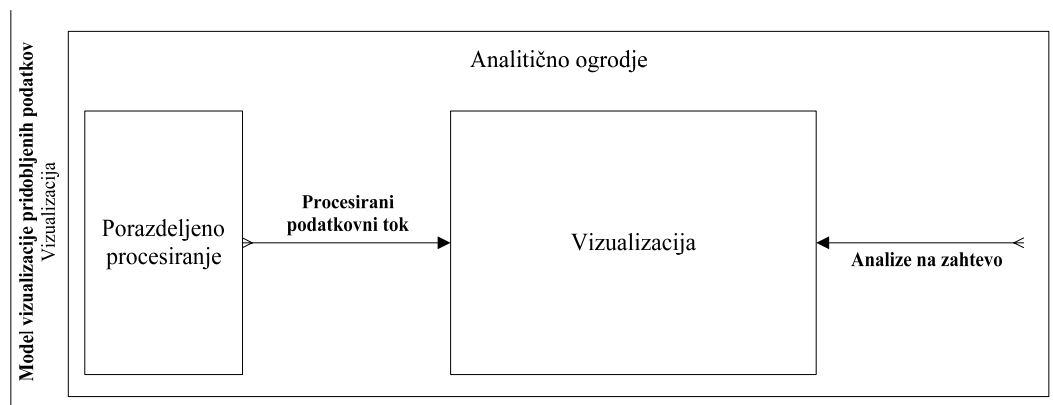 Model vizualizacije pridobljenih podatkov
Vizualizacija
Analitično ogrodje
Porazdeljeno
procesiranje
Procesirani
podatkovni tok
Vizualizacija
Analize na zahtevo